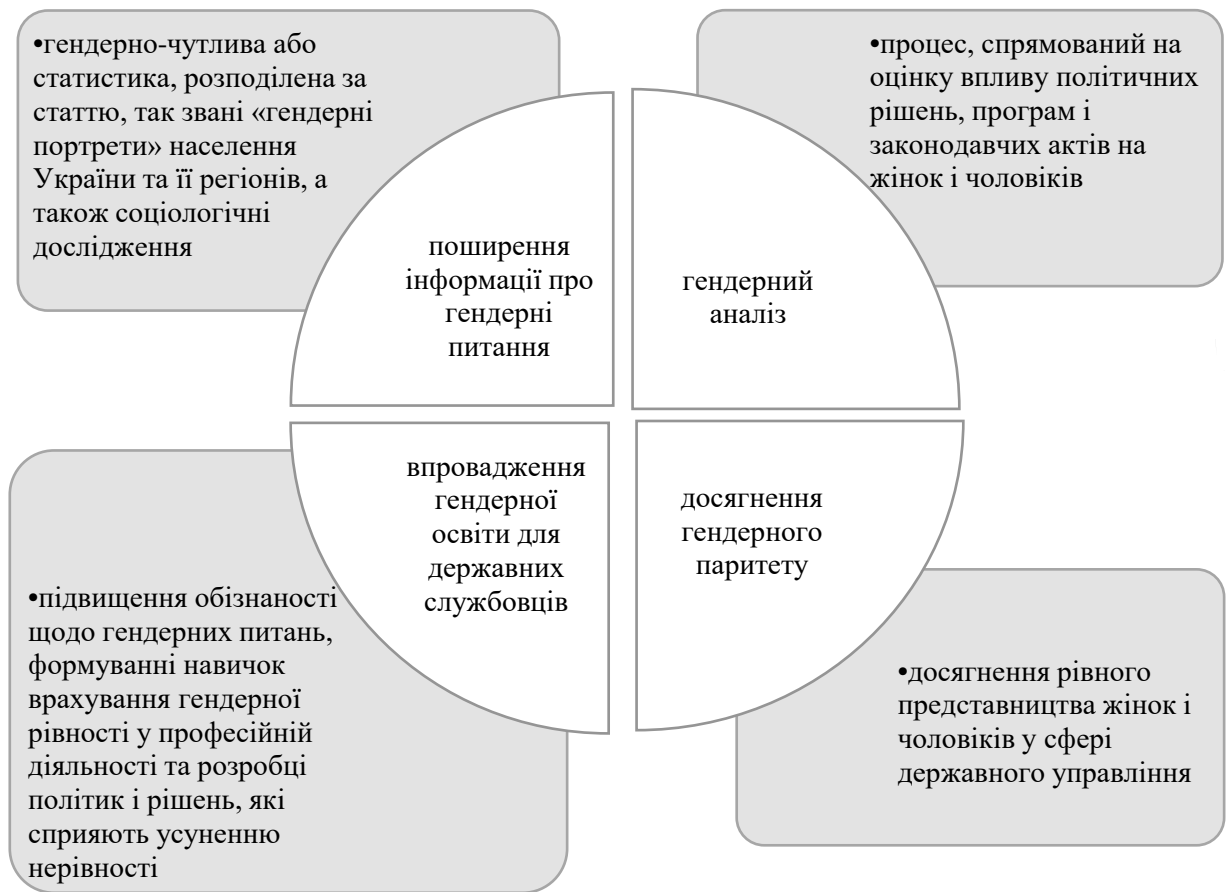 •гендерно-чутлива або
статистика, розподілена за
статтю, так звані «гендерні
портрети» населення
України та її регіонів, а
також соціологічні
дослідження
•процес, спрямований на
оцінку впливу політичних
рішень, програм і
законодавчих актів на
жінок і чоловіків
поширення
інформації про
гендерні
питання
гендерний
аналіз
впровадження
гендерної
освіти для
державних
службовців
досягнення
гендерного
паритету
•підвищення обізнаності
щодо гендерних питань,
формуванні навичок
врахування гендерної
рівності у професійній
діяльності та розробці
політик і рішень, які
сприяють усуненню
нерівності
•досягнення рівного
представництва жінок і
чоловіків у сфері
державного управління